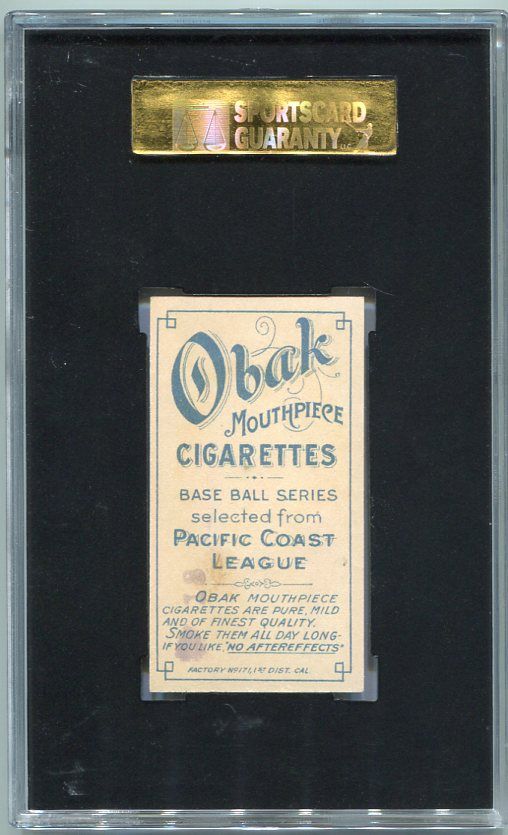 SPORTSCARD
GUARANTY LLC
Obak
MOUTHPIECE
CIGARETTES
BASE BALL SERIES
selected from
PACIFIC COAST
LEAGUE
OBAK MOUTHPIECE
CIGARETTES ARE PURE, MILD
AND OF FINEST QUALITY.
SMOKE THEM ALL DAY LONG-
IF YOU LIKE, "NO AFTEREFFECTS"
FACTORY Nº 171, 1ST DIST. CAL.